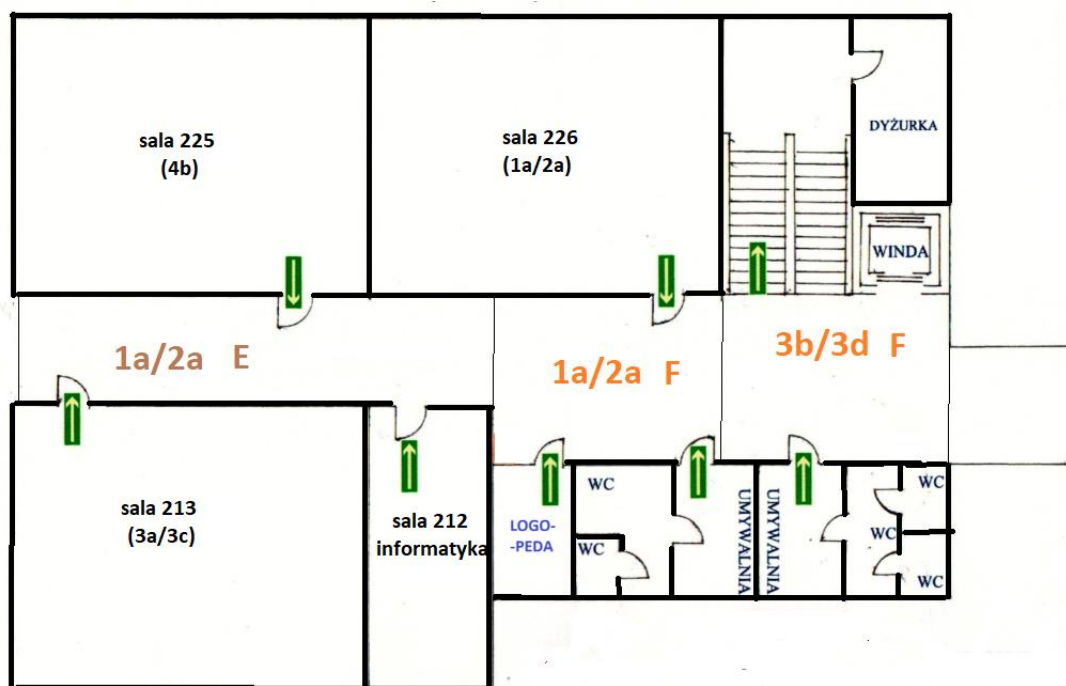 sala 225
(4b)
sala 226
(1a/2a)
DYŻURKA
WINDA
1a/2a E
1a/2a F
3b/3d F
sala 213
(3a/3c)
sala 212
informatyka
LOGO-
-PEDA
WC
WC
UMYWALNIA
UMYWALNIA
WC
WC
WC